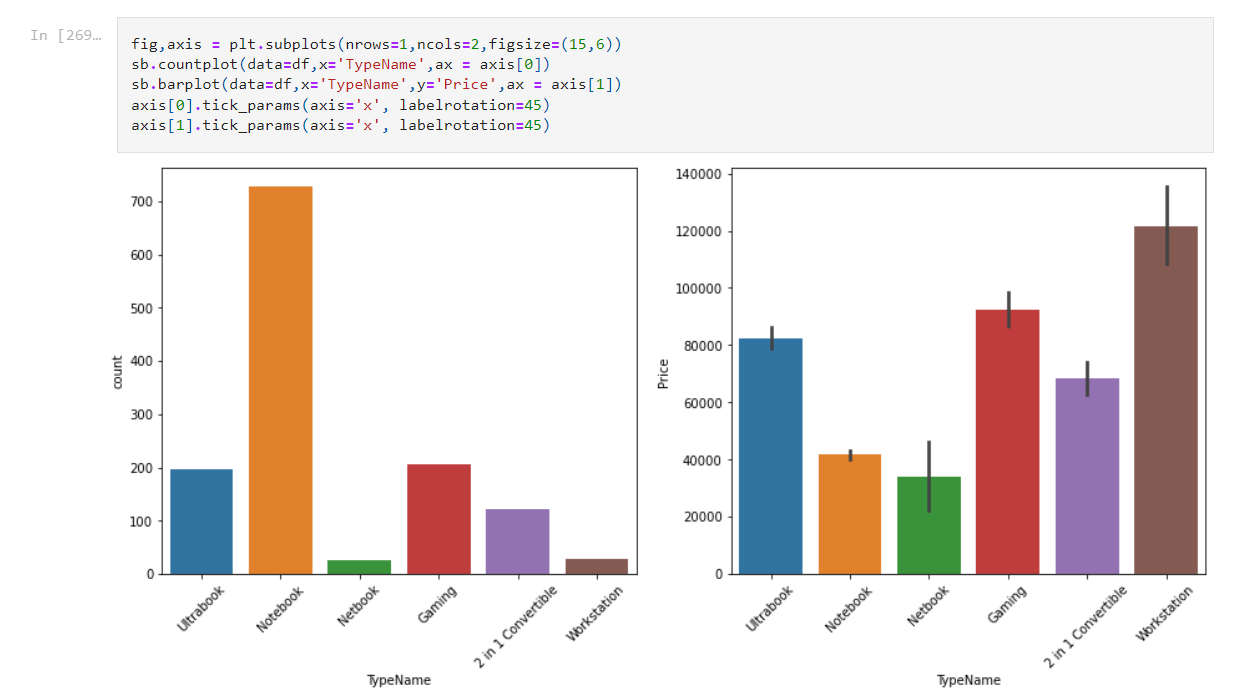 In [269…
fig,axis = plt.subplots(nrows=1,ncols=2,figsize=(15,6))
sb.countplot(data=df,x='TypeName',ax = axis[0])
sb.barplot(data=df,x='TypeName',y='Price',ax = axis[1])
axis[0].tick_params(axis='x', labelrotation=45)
axis[1].tick_params(axis='x', labelrotation=45)
700
600
500
400
300
200
100
0
count
Ultrabook
Notebook
Netbook
Gaming
2 in 1 Convertible
Workstation
TypeName
140000
120000
100000
80000
60000
40000
20000
0
Price
Ultrabook
Notebook
Netbook
Gaming
2 in 1 Convertible
Workstation
TypeName